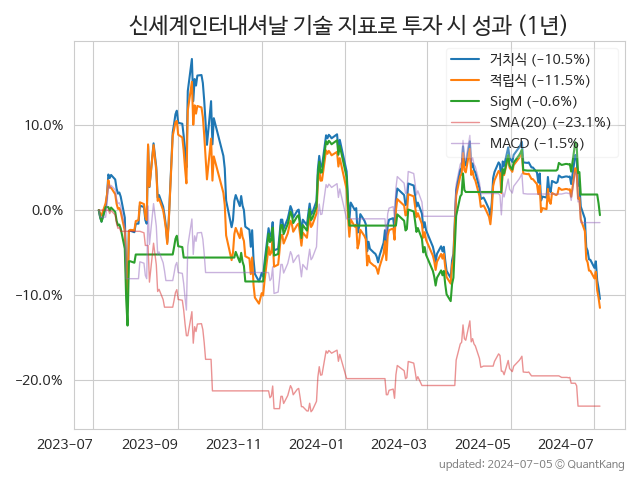 신세계인터내셔날 기술 지표로 투자 시 성과 (1년)
거치식 (−10.5%)
적립식 (−11.5%)
SigM (−0.6%)
SMA(20) (−23.1%)
MACD (−1.5%)
10.0%
0.0%
−10.0%
−20.0%
2023-07 2023-09 2023-11 2024-01 2024-03 2024-05 2024-07
updated: 2024-07-05 © QuantKang